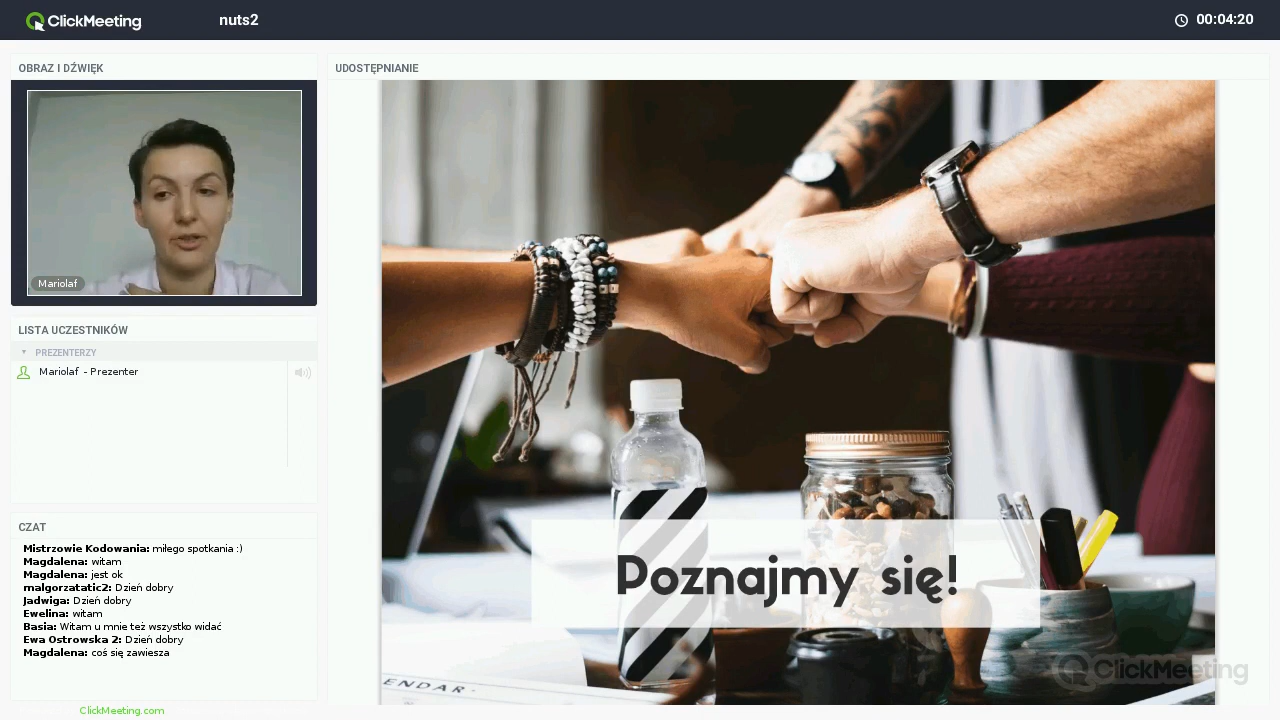 ClickMeeting
nuts2
00:04:20
OBRAZ I DŹWIĘK
Mariolaf
LISTA UCZESTNIKÓW
PREZENTERZY
Mariolaf - Prezenter
CZAT
Mistrzowie Kodowania: miłego spotkania :)
Magdalena: witam
Magdalena: jest ok
malgorzatatic2: Dzień dobry
Jadwiga: Dzień dobry
Ewelina: witam
Basia: Witam u mnie też wszystko widać
Ewa Ostrowska 2: Dzień dobry
Magdalena: coś się zawiesza
ClickMeeting.com
UDOSTĘPNIANIE
Poznajmy się!
ENDAR
ClickMeeting